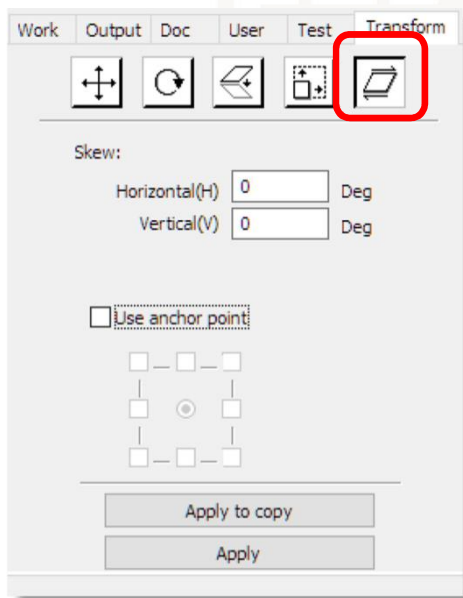 Work Output Doc User Test Transform
Skew:
Horizontal(H) 0 Deg
Vertical(V) 0 Deg
Use anchor point
Apply to copy
Apply